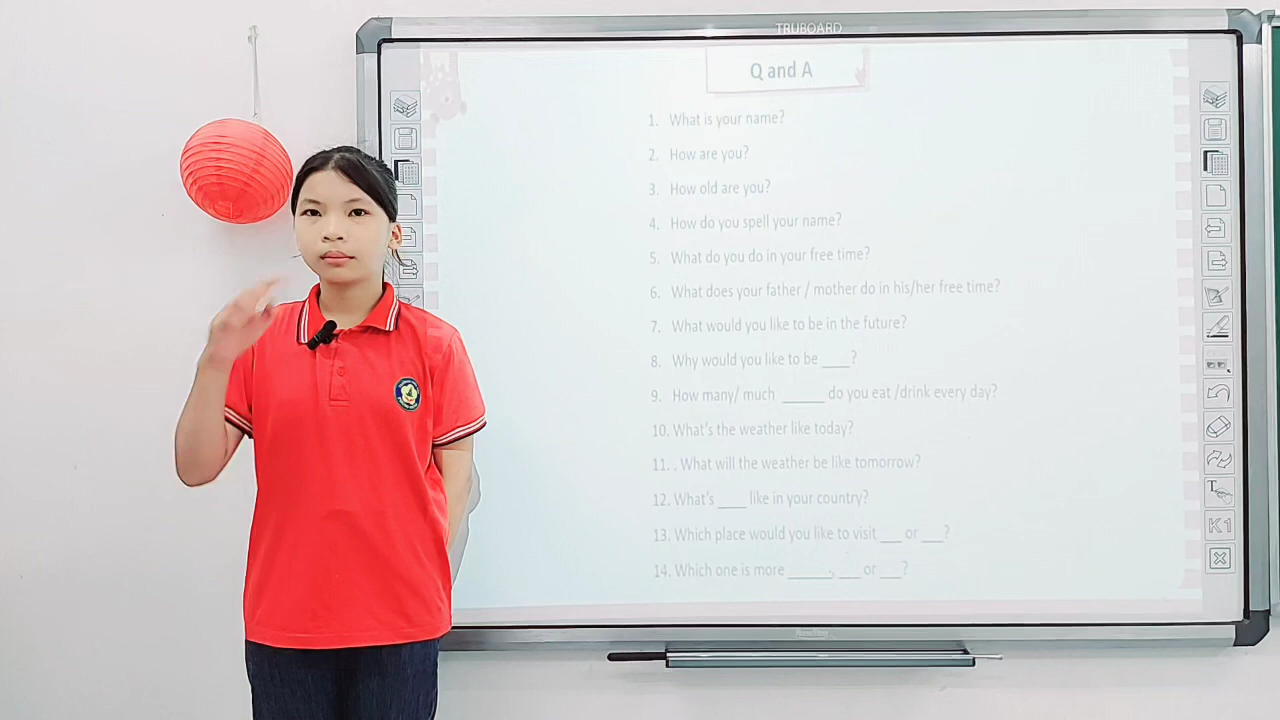 TRUBOARD
Q and A
1. What is your name?
2. How are you?
3. How old are you?
4. How do you spell your name?
5. What do you do in your free time?
6. What does your father / mother do in his/her free time?
7. What would you like to be in the future?
8. Why would you like to be ____?
9. How many/ much ______ do you eat /drink every day?
10. What's the weather like today?
11. . What will the weather be like tomorrow?
12. What's ____ like in your country?
13. Which place would you like to visit ___ or ___?
14. Which one is more ______, ___ or ___?
T
K1